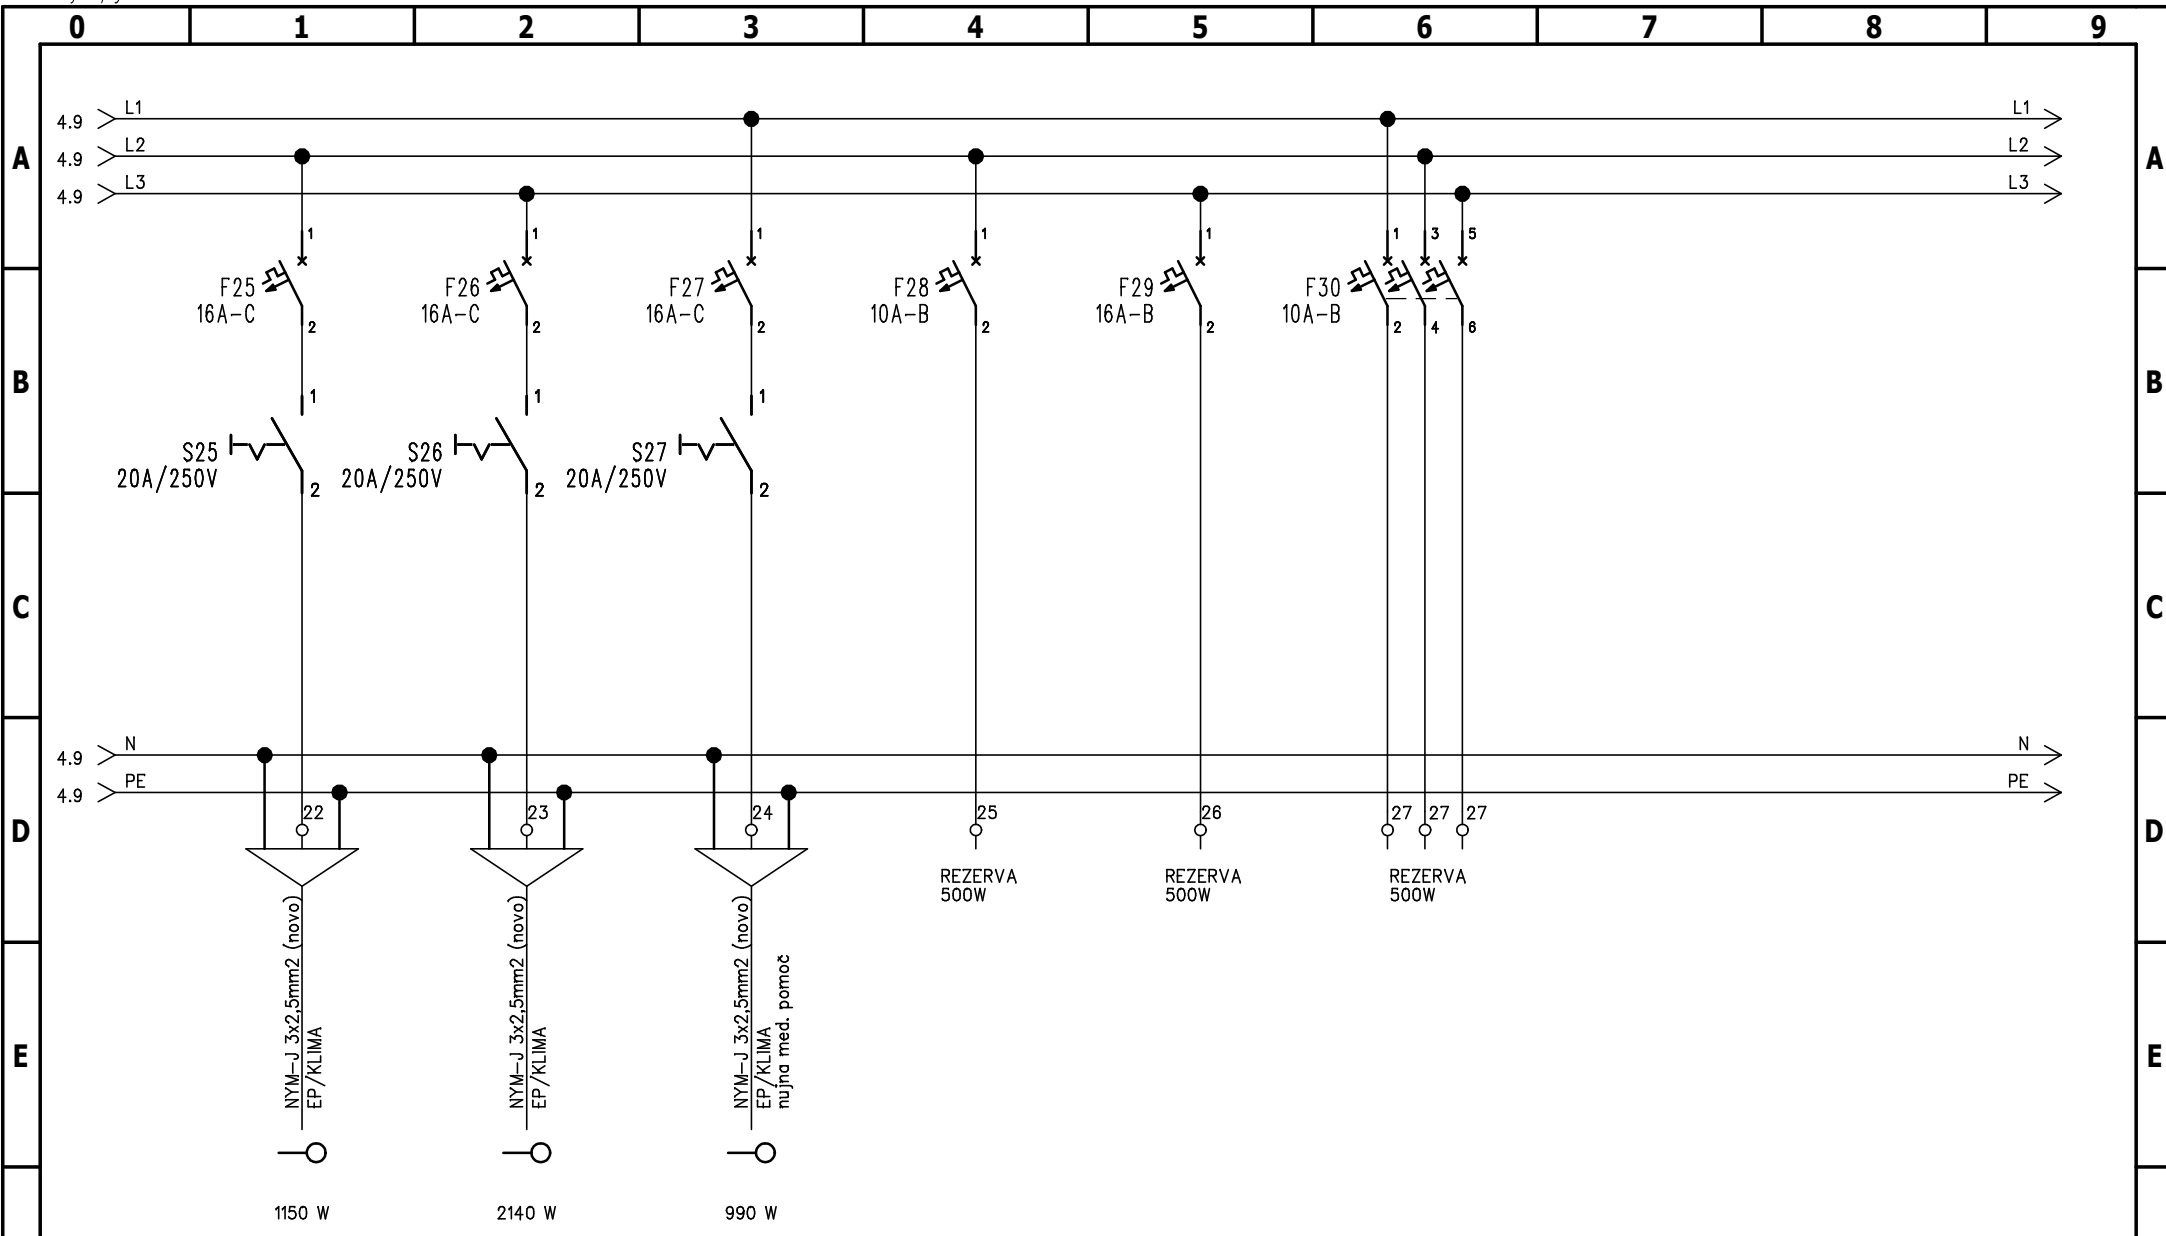 0 1 2 3 4 5 6 7 8 9
4.9 L1 L1
A 4.9 L2 L2 A
4.9 L3 L3
1 1 1 1 1 1 3 5
F25 F26 F27 F28 F29 F30
16A-C 16A-C 16A-C 10A-B 16A-B 10A-B
2 2 2 2 2 2 4 6
B B
1 1 1
S25 S26 S27
20A/250V 20A/250V 20A/250V
2 2 2
C C
4.9 N N
4.9 PE PE
D 22 23 24 25 26 27 27 27 D
REZERVA REZERVA REZERVA
500W 500W 500W
NYM-J 3x2,5mm2 (novo)
EP/KLIMA
NYM-J 3x2,5mm2 (novo)
EP/KLIMA
NYM-J 3x2,5mm2 (novo)
EP/KLIMA
nujna med. pomoč
E E
1150 W 2140 W 990 W